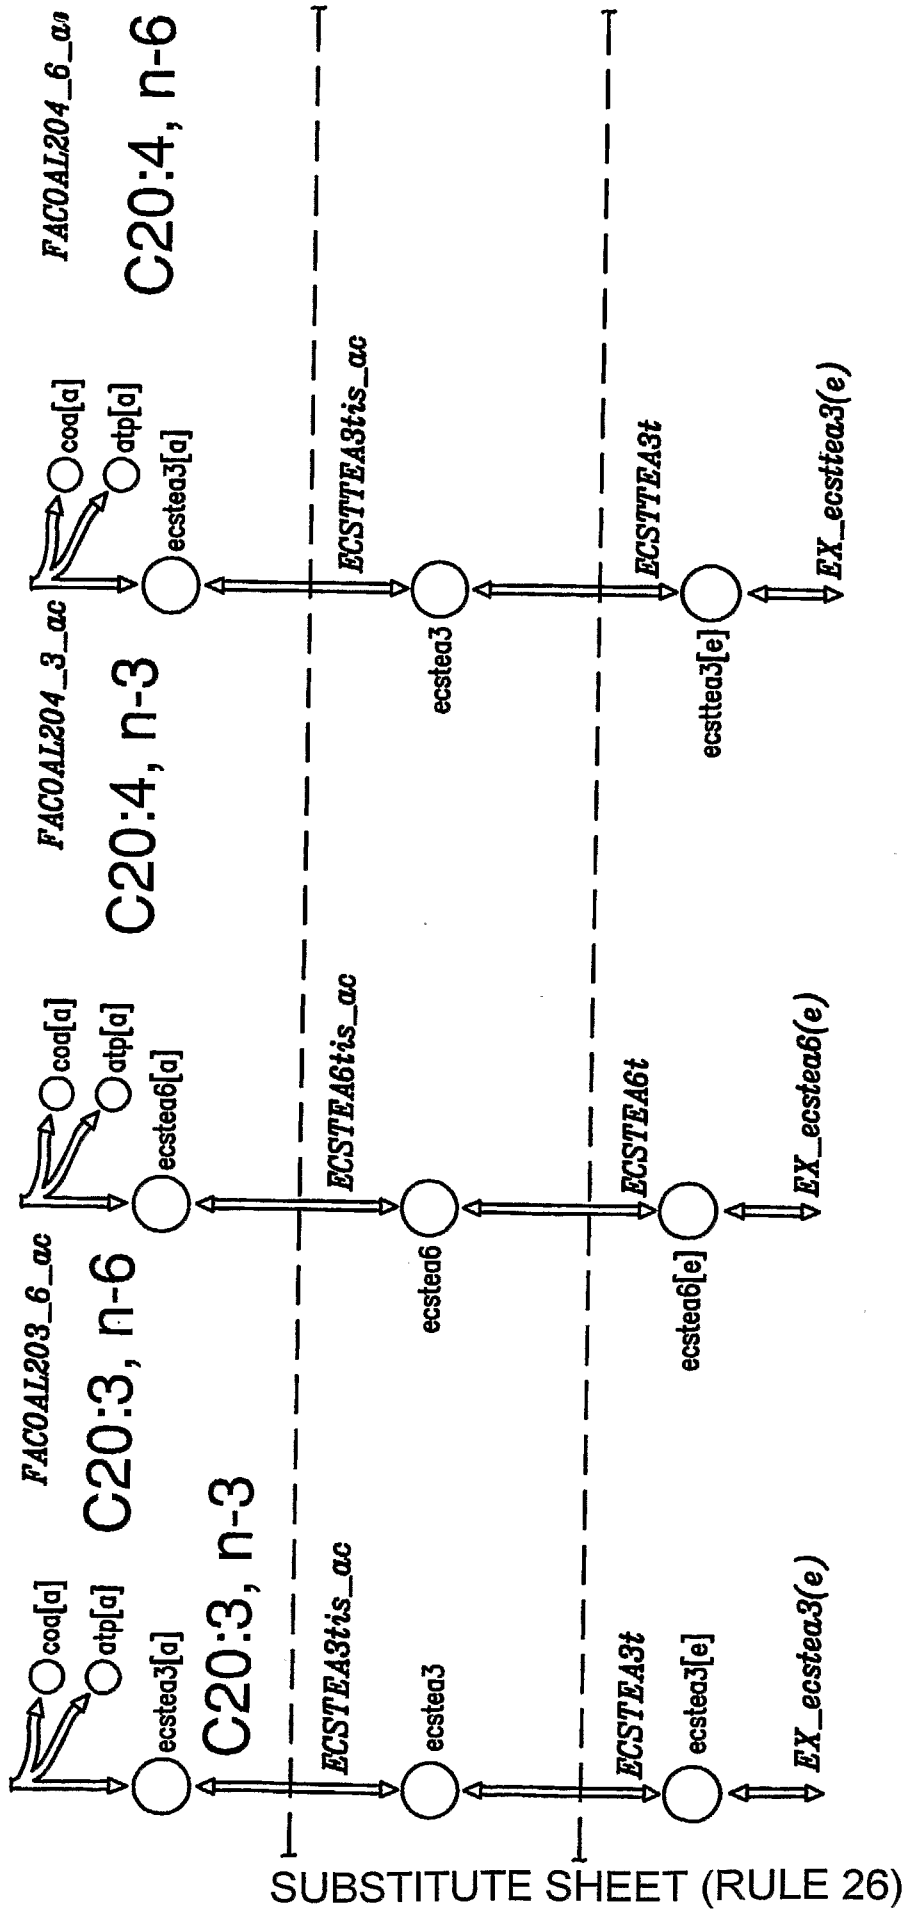 coa[a]
atp[a]
ecstea3[a]
C20:3, n-3
ECSTEA3tis_ac
ecstea3
ECSTEA3t
ecstea3[e]
EX_ecstea3(e)
FACOAL203_6_ac
C20:3, n-6
coa[a]
atp[a]
ecstea6[a]
ECSTEA6tis_ac
ecstea6
ECSTEA6t
ecstea6[e]
EX_ecstea6(e)
FACOAL204_3_ac
C20:4, n-3
coa[a]
atp[a]
ecstea3[a]
ECSTTEA3tis_ac
ecstea3
ECSTTEA3t
ecsttea3[e]
EX_ecsttea3(e)
FACOAL204_6_a
C20:4, n-6
SUBSTITUTE SHEET (RULE 26)